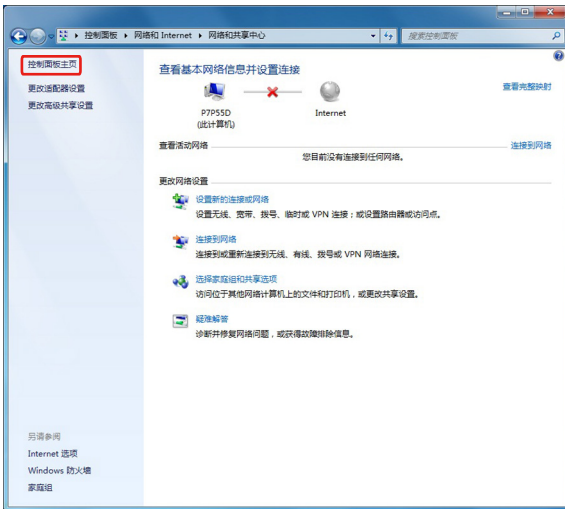 控制面板 网络和 Internet 网络和共享中心 搜索控制面板
控制面板主页
更改适配器设置
更改高级共享设置
查看基本网络信息并设置连接
查看完整映射
P7P55D
(此计算机)
Internet
查看活动网络
连接到网络
您目前没有连接到任何网络。
更改网络设置
设置新的连接或网络
设置无线、宽带、拨号、临时或 VPN 连接；或设置路由器或访问点。
连接到网络
连接到或重新连接到无线、有线、拨号或 VPN 网络连接。
选择家庭组和共享选项
访问位于其他网络计算机上的文件和打印机，或更改共享设置。
疑难解答
诊断并修复网络问题，或获得故障排除信息。
另请参阅
Internet 选项
Windows 防火墙
家庭组